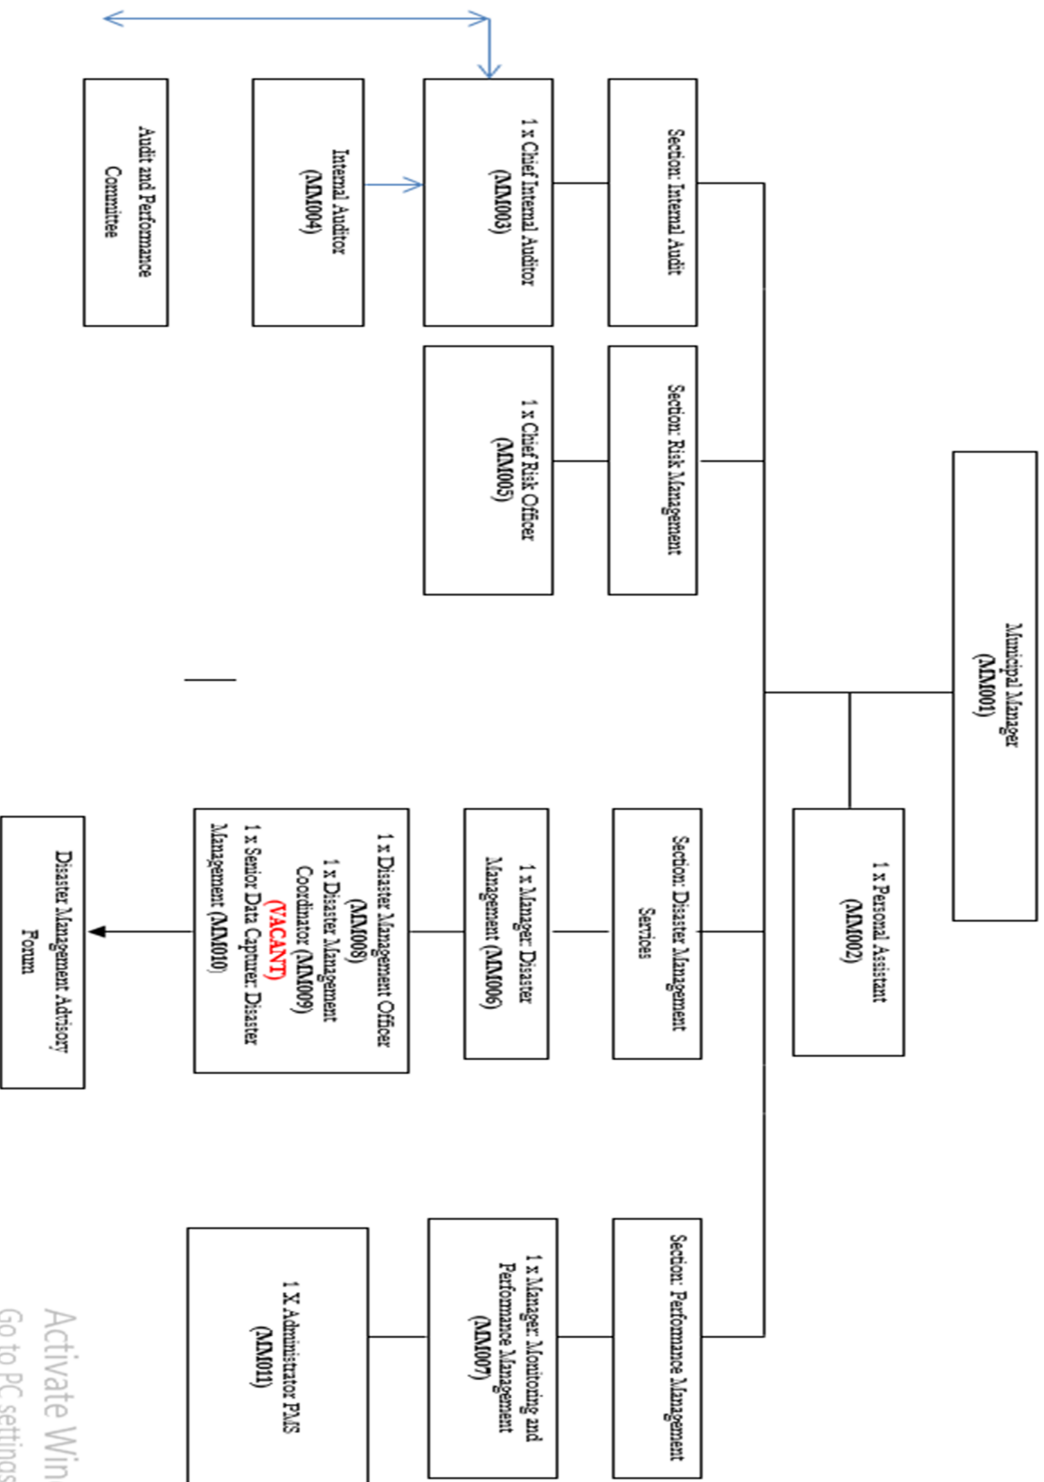 Municipal Manager
(MM001)
1 x Personal Assistant
(MM002)
Section: Internal Audit
Section: Risk Management
Section: Disaster Management
Services
Section: Performance Management
1 x Chief Internal Auditor
(MM003)
1 x Chief Risk Officer
(MM005)
1 x Manager: Disaster
Management (MM006)
1 x Manager: Monitoring and
Performance Management
(MM007)
Internal Auditor
(MM004)
1 x Disaster Management Officer
(MM008)
1 x Disaster Management
Coordinator (MM009)
(VACANT)
1 x Senior Data Capturer: Disaster
Management (MM010)
1 X Administrator PMS
(MM011)
Audit and Performance
Committee
Disaster Management Advisory
Forum
Activate Win
Go to PC settings